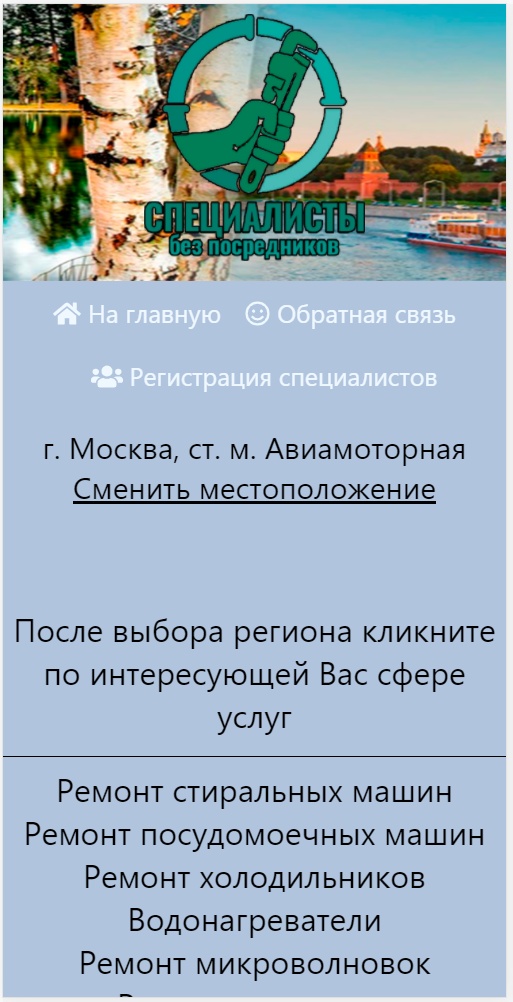 СПЕЦИАЛИСТЫ
без посредников
На главную
Обратная связь
Регистрация специалистов
г. Москва, ст. м. Авиамоторная
Сменить местоположение
После выбора региона кликните
по интересующей Вас сфере
услуг
Ремонт стиральных машин
Ремонт посудомоечных машин
Ремонт холодильников
Водонагреватели
Ремонт микроволновок